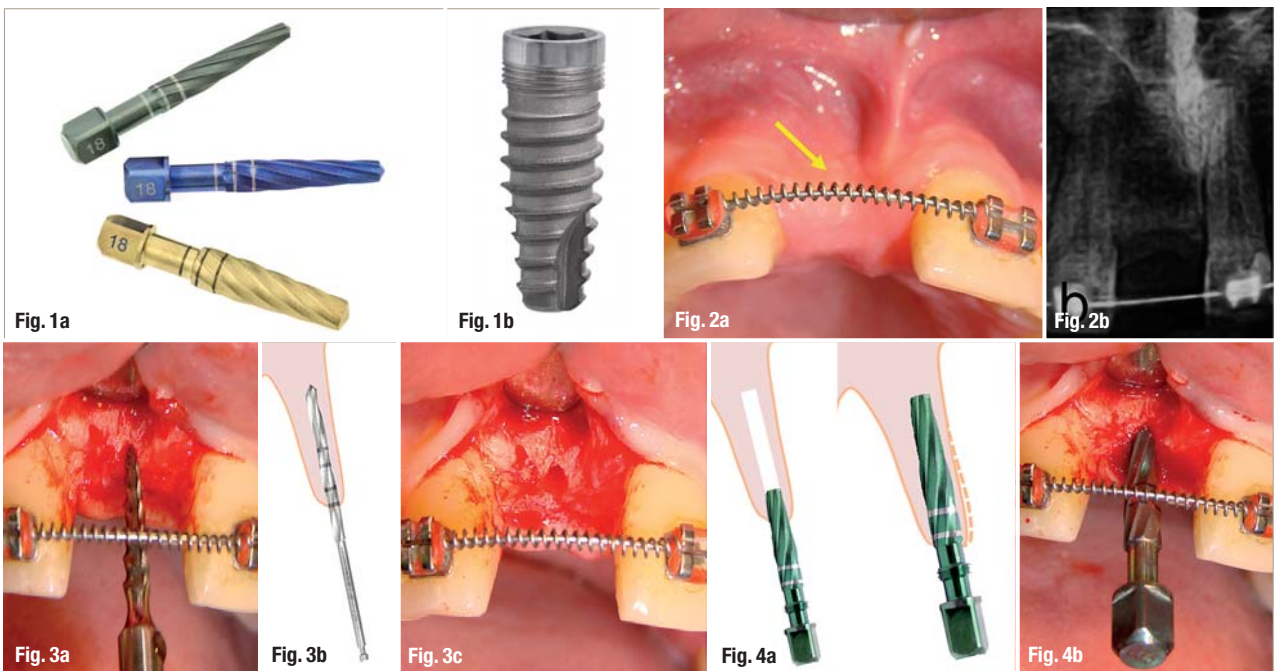 18
18
18
Fig. 1a
Fig. 1b
Fig. 2a
b
Fig. 2b
Fig. 3a
Fig. 3b
Fig. 3c
Fig. 4a
Fig. 4b